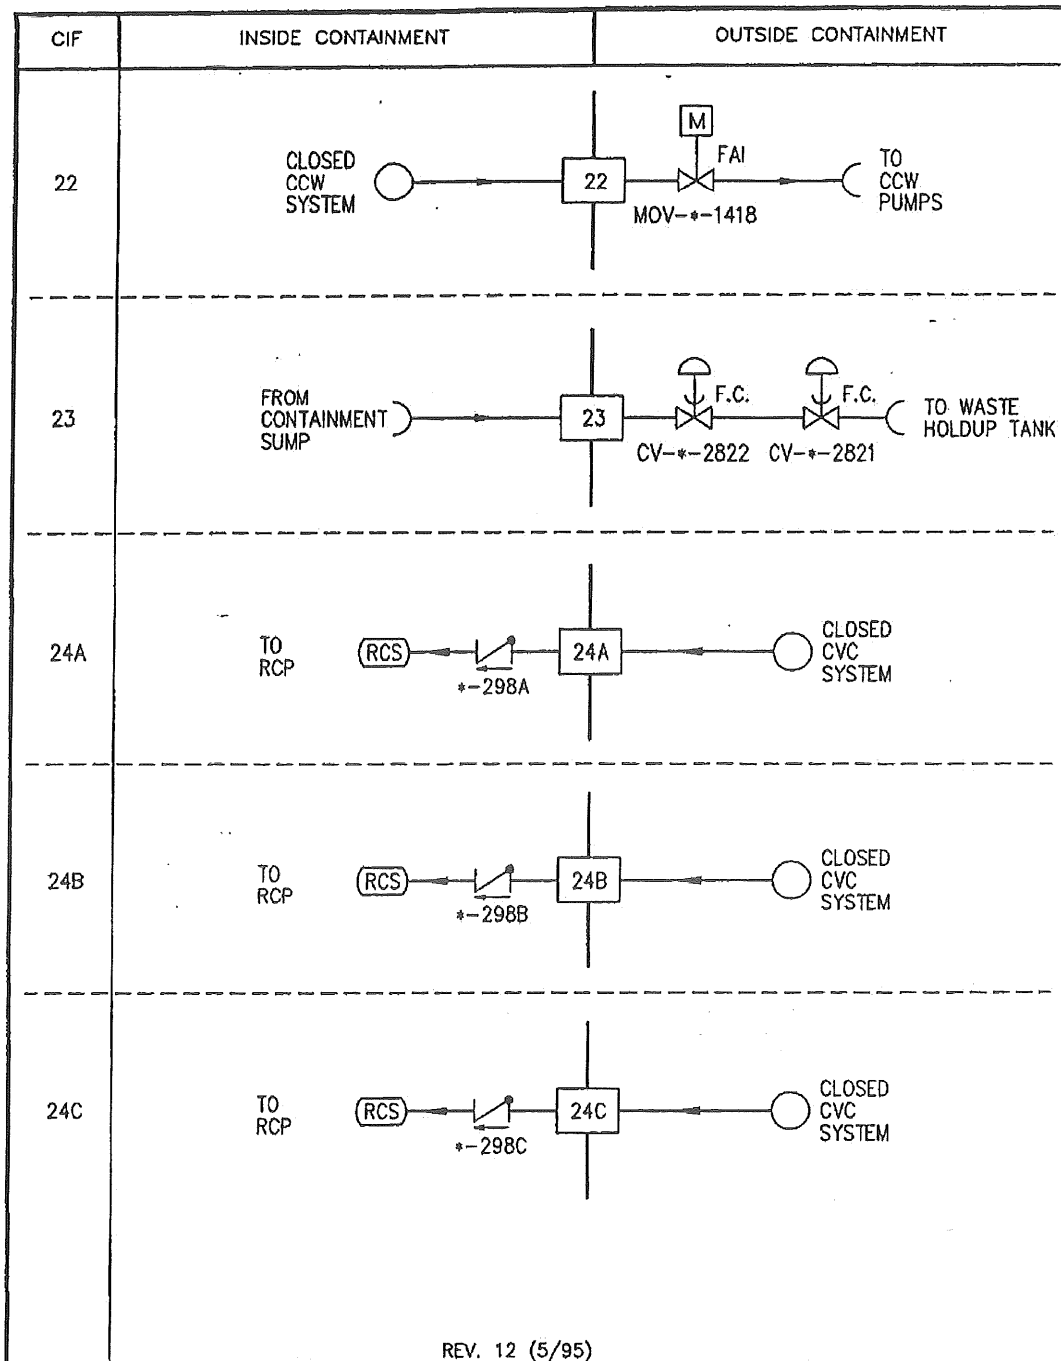 CIF INSIDE CONTAINMENT OUTSIDE CONTAINMENT
22
CLOSED
CCW
SYSTEM
22
M
FAI
MOV-*-1418
TO
CCW
PUMPS
23
FROM
CONTAINMENT
SUMP
23
F.C.
F.C.
CV-*-2822
CV-*-2821
TO WASTE
HOLDUP TANK
24A
TO
RCP
RCS
*-298A
24A
CLOSED
CVC
SYSTEM
24B
TO
RCP
RCS
*-298B
24B
CLOSED
CVC
SYSTEM
24C
TO
RCP
RCS
*-298C
24C
CLOSED
CVC
SYSTEM
REV. 12 (5/95)